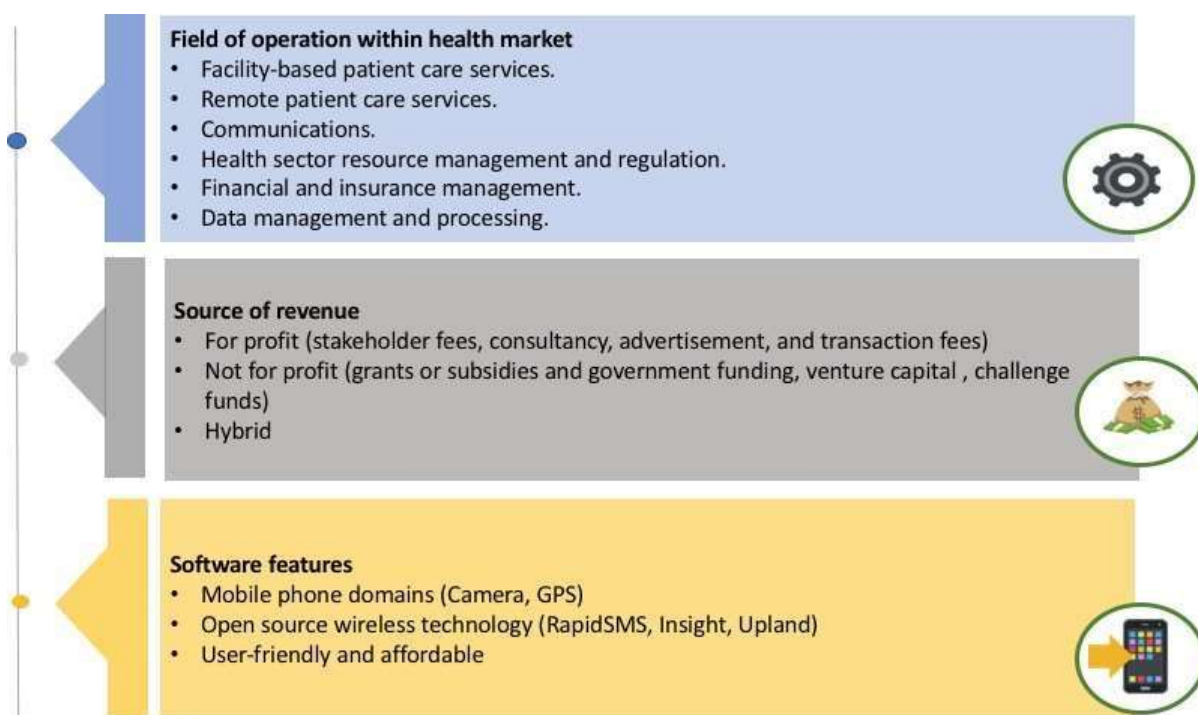 Field of operation within health market
• Facility-based patient care services.
• Remote patient care services.
• Communications.
• Health sector resource management and regulation.
• Financial and insurance management.
• Data management and processing.
Source of revenue
• For profit (stakeholder fees, consultancy, advertisement, and transaction fees)
• Not for profit (grants or subsidies and government funding, venture capital , challenge
funds)
• Hybrid
Software features
• Mobile phone domains (Camera, GPS)
• Open source wireless technology (RapidSMS, Insight, Upland)
• User-friendly and affordable